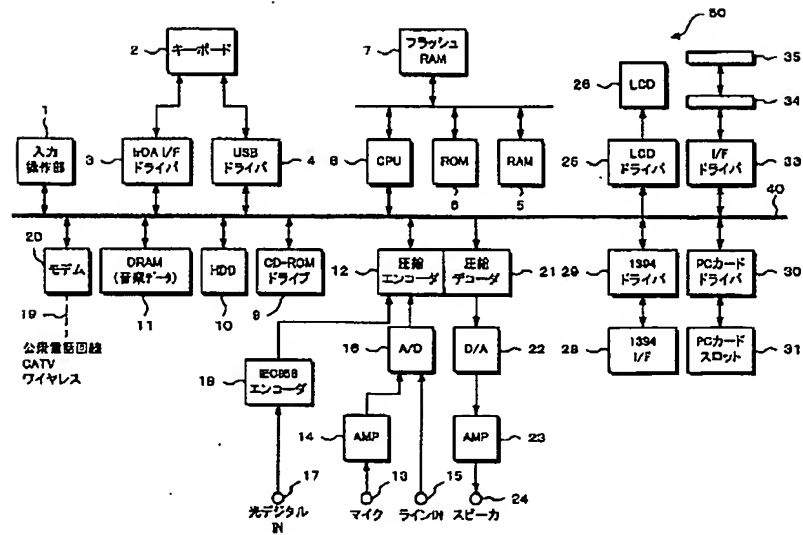 50
2
キーボード
7
フラッシュ
RAM
35
26
LCD
34
1
入力
操作部
3
IrDA I/F
ドライバ
USB
ドライバ
4
8
CPU
ROM
RAM
6
5
25
LCD
ドライバ
I/F
ドライバ
33
40
20
モデム
DRAM
(音楽データ)
HDD
CD-ROM
ドライブ
12
圧縮
エンコーダ
圧縮
デコーダ
21
29
1394
ドライバ
PCカード
ドライバ
30
19
11
10
9
公衆電話回線
CATV
ワイヤレス
18
IEC958
エンコーダ
16
A/D
D/A
22
28
1394
I/F
PCカード
スロット
31
14
AMP
AMP
23
17
13
15
24
光デジタル
IN
マイク
ラインIN
スピーカ